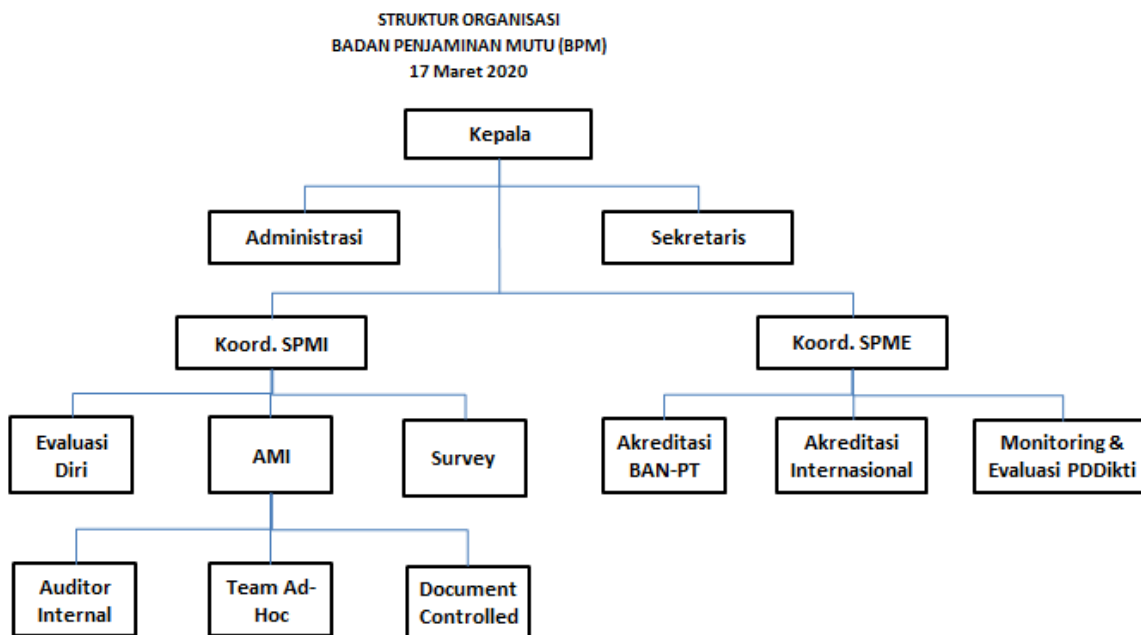 STRUKTUR ORGANISASI
BADAN PENJAMINAN MUTU (BPM)
17 Maret 2020
Kepala
Administrasi
Sekretaris
Koord. SPMI
Koord. SPME
Evaluasi
Diri
AMI
Survey
Akreditasi
BAN-PT
Akreditasi
Internasional
Monitoring &
Evaluasi PDDikti
Auditor
Internal
Team Ad-
Hoc
Document
Controlled